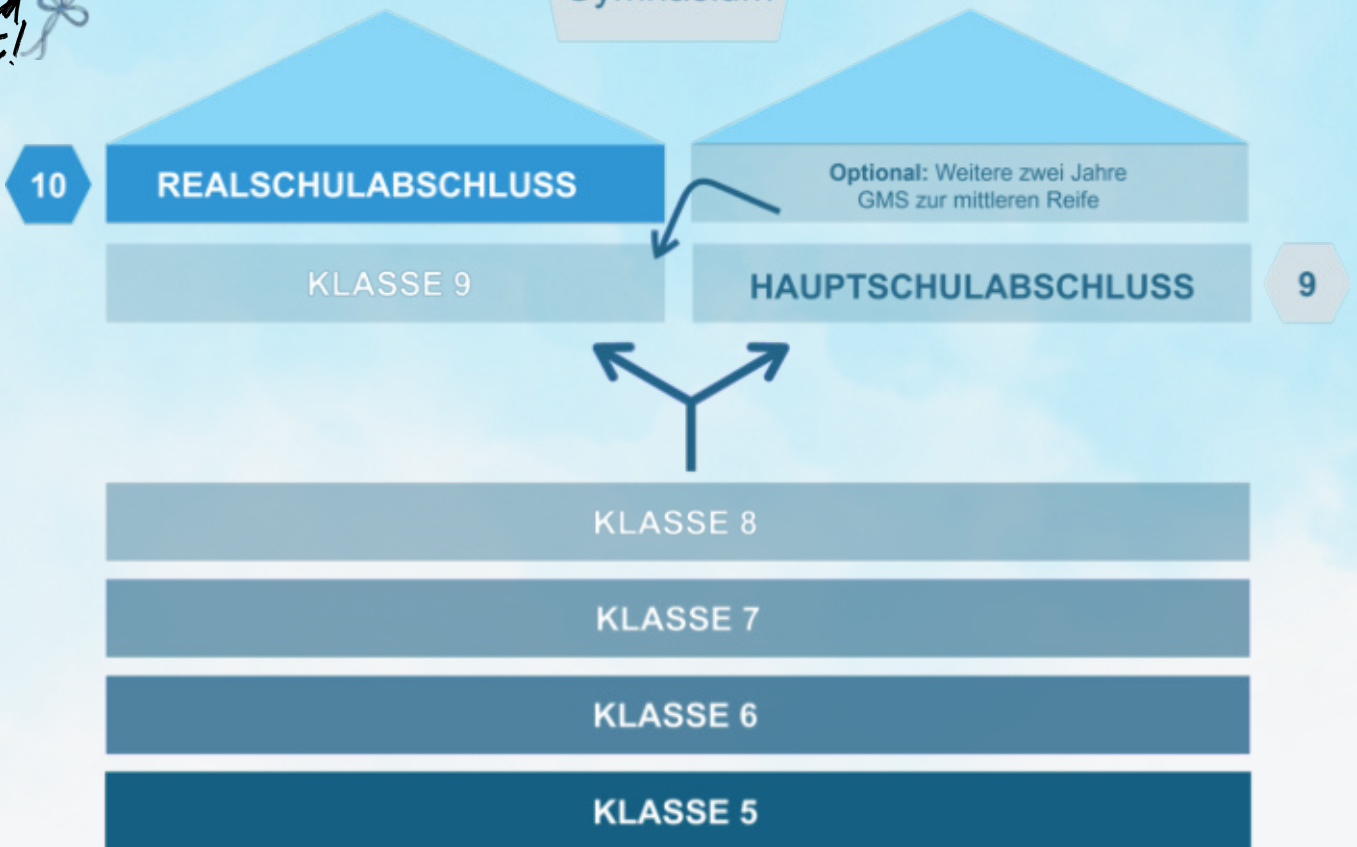 10
REALSCHULABSCHLUSS
Optional: Weitere zwei Jahre
GMS zur mittleren Reife
KLASSE 9
HAUPTSCHULABSCHLUSS
9
KLASSE 8
KLASSE 7
KLASSE 6
KLASSE 5